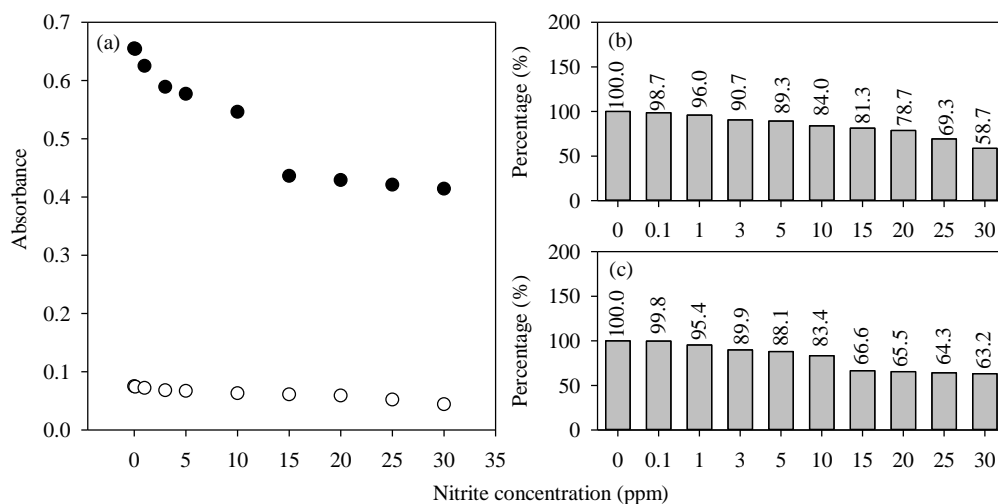 (a)
Absorbance
0.7
0.6
0.5
0.4
0.3
0.2
0.1
0.0
0 5 10 15 20 25 30 35
(b)
Percentage (%)
200
150
100
50
0
100.0 98.7 96.0 90.7 89.3 84.0 81.3 78.7 69.3 58.7
0 0.1 1 3 5 10 15 20 25 30
(c)
Percentage (%)
200
150
100
50
0
100.0 99.8 95.4 89.9 88.1 83.4 66.6 65.5 64.3 63.2
0 0.1 1 3 5 10 15 20 25 30
Nitrite concentration (ppm)